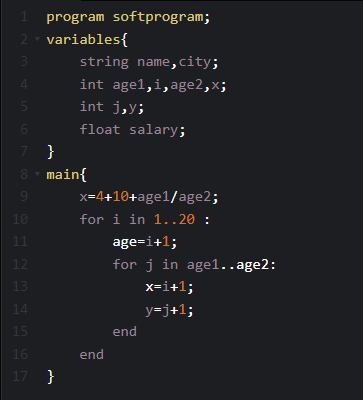 1 program softprogram;
2 variables{
3 string name,city;
4 int age1,i,age2,x;
5 int j,y;
6 float salary;
7 }
8 main{
9 x=4+10+age1/age2;
10 for i in 1..20 :
11 age=i+1;
12 for j in age1..age2:
13 x=i+1;
14 y=j+1;
15 end
16 end
17 }